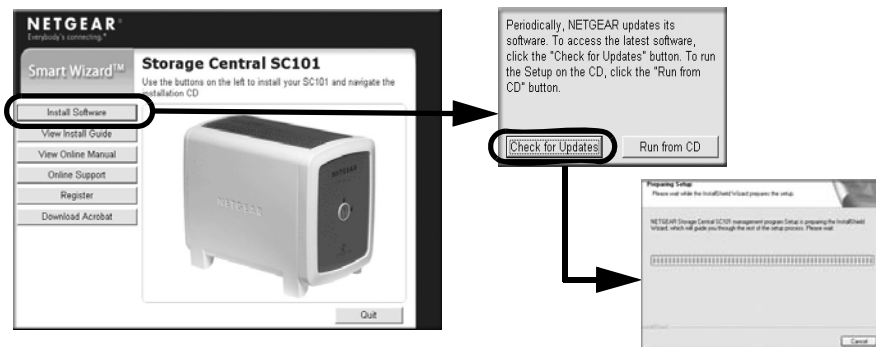 NETGEAR®
Everybody's connecting.™
Smart Wizard™
Storage Central SC101
Use the buttons on the left to install your SC101 and navigate the
installation CD
Install Software
View Install Guide
View Online Manual
Online Support
Register
Download Acrobat
NETGEAR
NETGEAR
Quit
Periodically, NETGEAR updates its
software. To access the latest software,
click the "Check for Updates" button. To run
the Setup on the CD, click the "Run from
CD" button.
Check for Updates
Run from CD
Preparing Setup
Please wait while the InstallShield Wizard prepares the setup.
NETGEAR Storage Central SC101 management program Setup is preparing the InstallShield
Wizard, which will guide you through the rest of the setup process. Please wait.
InstallShield
Cancel